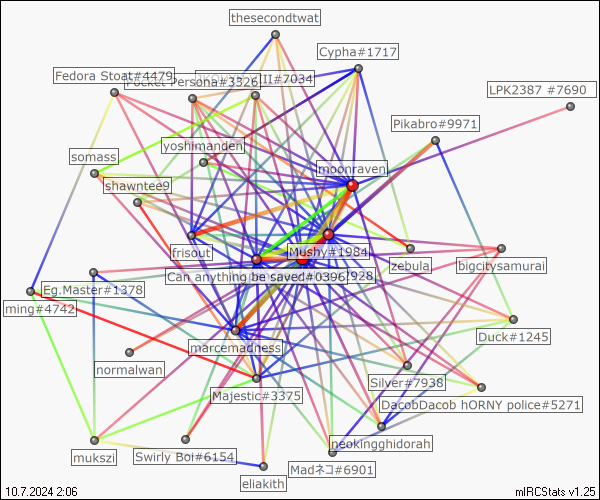 thesecondtwat
Cypha#1717
Fedora Stoat#4479
Pocket Persona#3326
III#7034
LPK2387 #7690
Pikabro#9971
yoshimanden
somass
moonraven
shawntee9
frisout
Mushy#1984
zebula
bigcitysamurai
Can anything be saved#0396
928
Eg.Master#1378
ming#4742
Duck#1245
marcemadness
normalwan
Silver#7938
Majestic#3375
DacobDacob hORNY police#5271
neokingghidorah
mukszi
Swirly Boi#6154
Madネコ#6901
eliakith
10.7.2024 2:06
mIRCStats v1.25